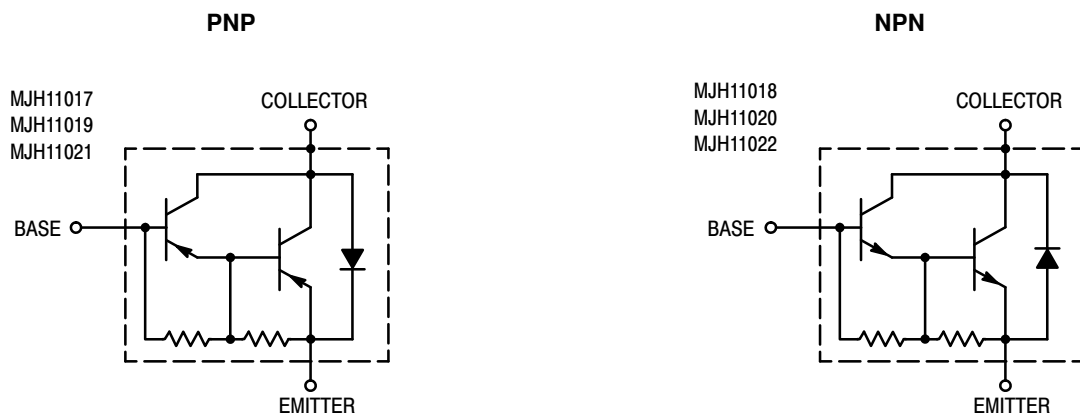 PNP
MJH11017
MJH11019
MJH11021
COLLECTOR
BASE
EMITTER
NPN
MJH11018
MJH11020
MJH11022
COLLECTOR
BASE
EMITTER